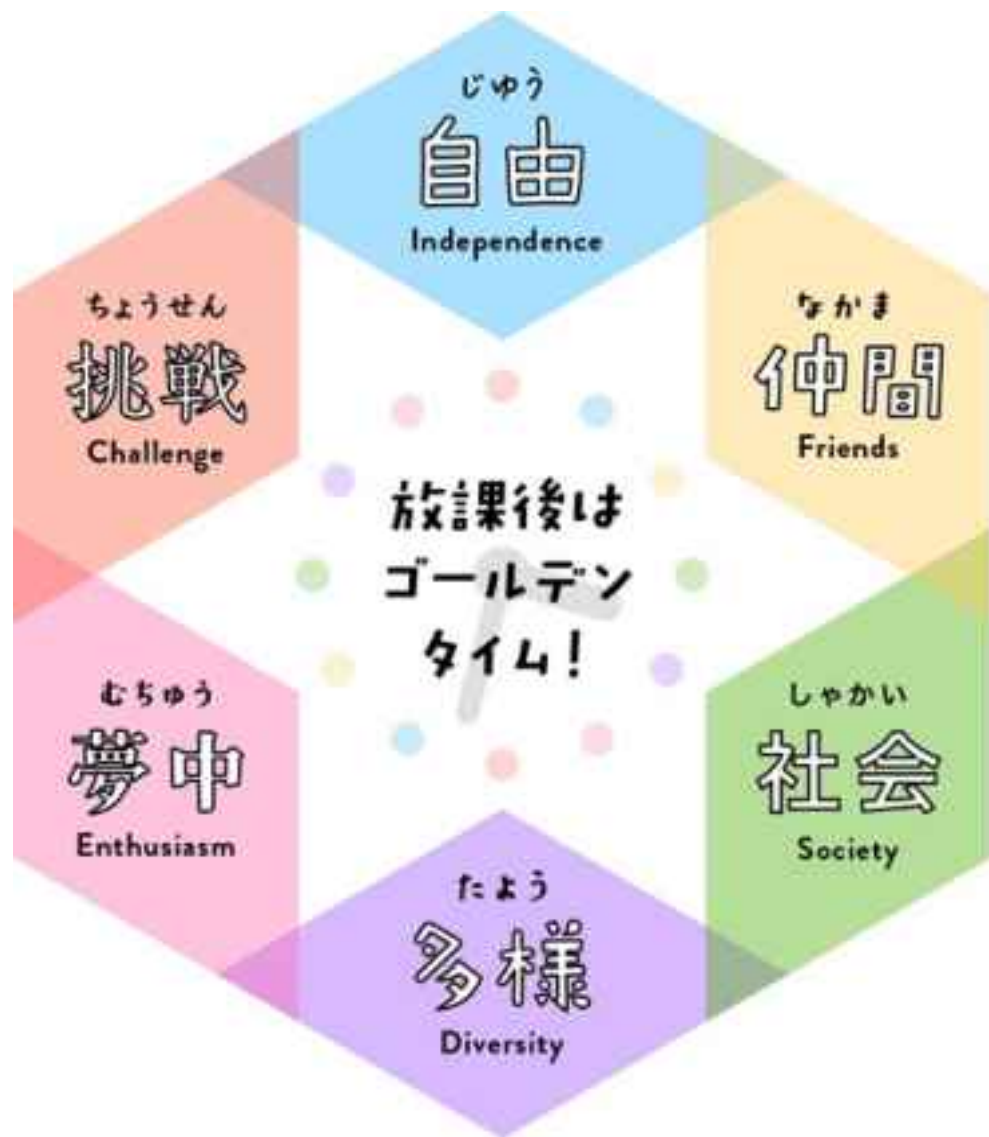 じゆう
自由
Independence
ちょうせん
挑戦
Challenge
なかま
仲間
Friends
放課後は
ゴールデン
タイム!
むちゅう
夢中
Enthusiasm
しゃかい
社会
Society
たよう
多様
Diversity